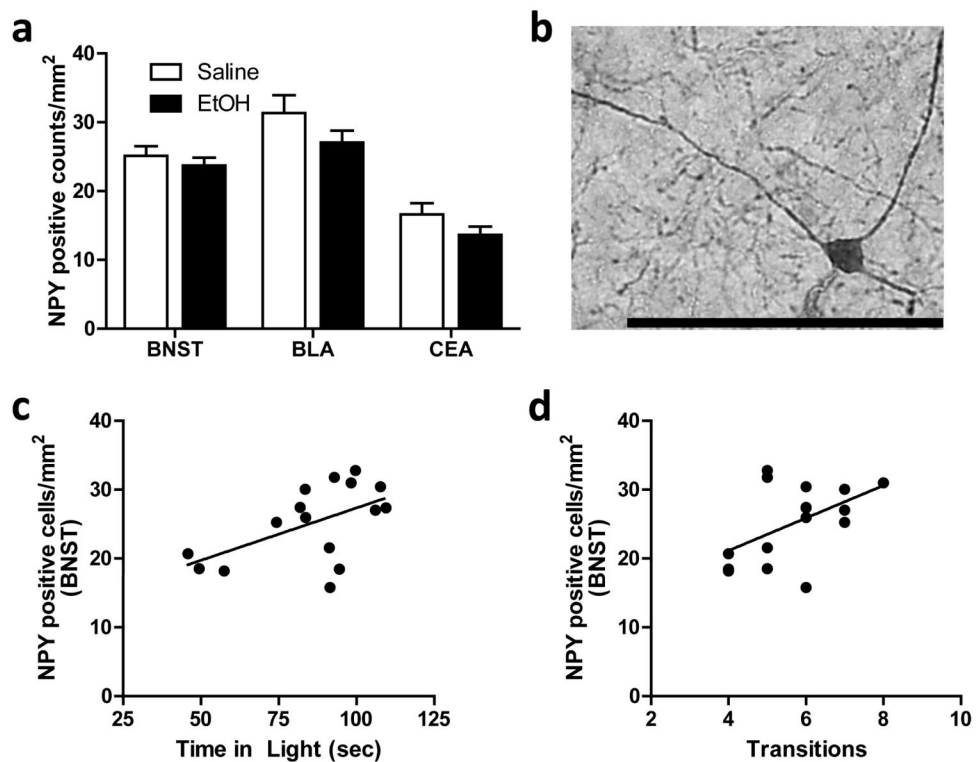 a
NPY positive counts/mm²
40
30
20
10
0
Saline
EtOH
BNST BLA CEA
b
c
NPY positive cells/mm²
(BNST)
40
30
20
10
0
25 50 75 100 125
Time in Light (sec)
d
NPY positive cells/mm²
(BNST)
40
30
20
10
0
2 4 6 8 10
Transitions